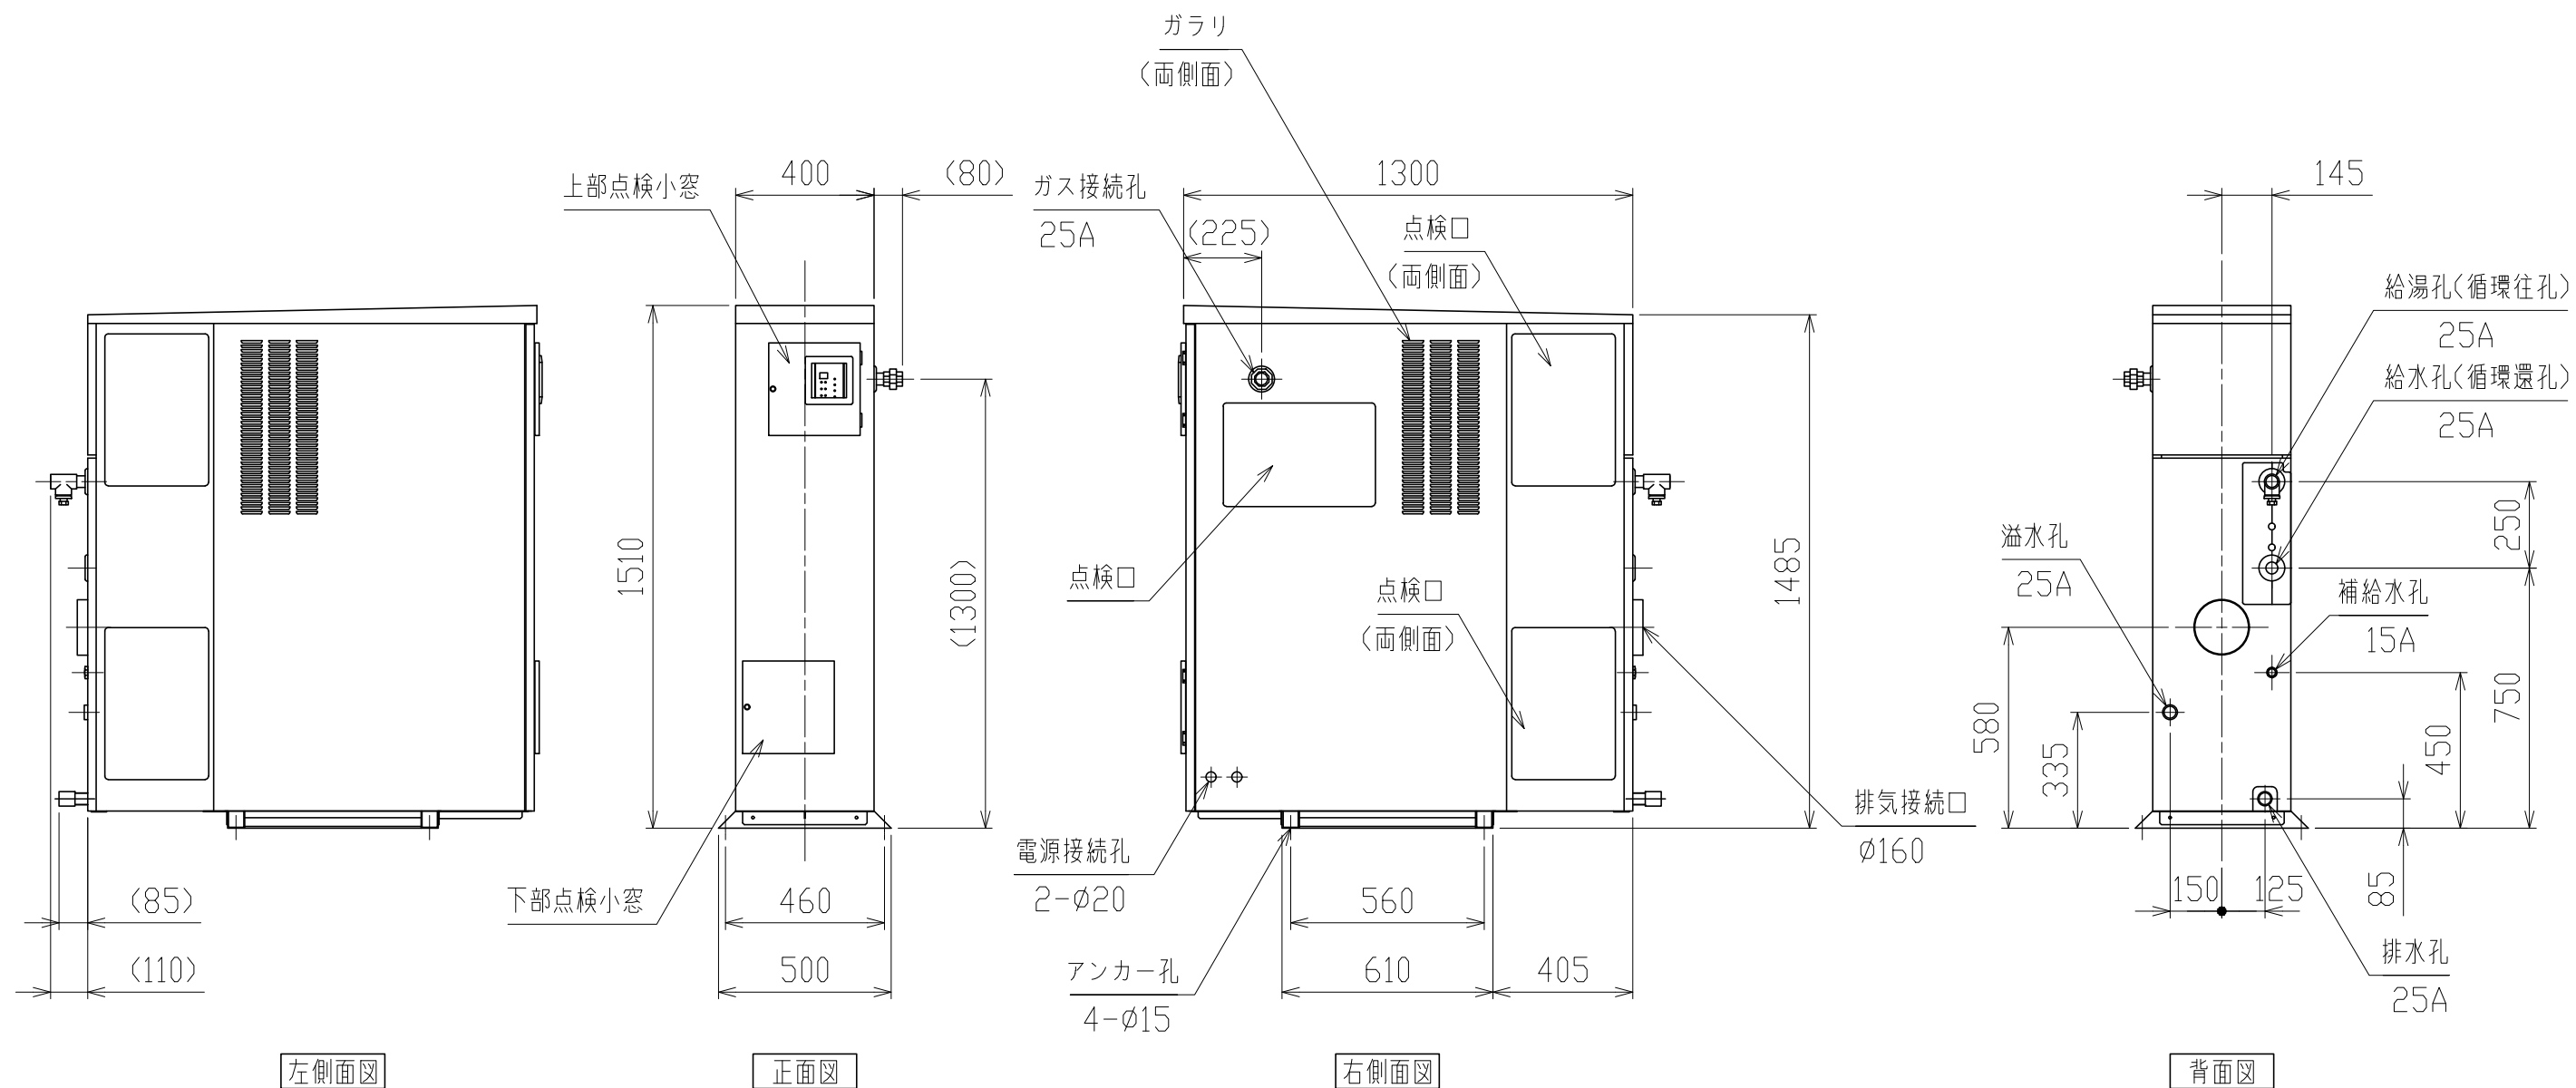 ガラリ
(両側面)
上部点検小窓
400
(80)
ガス接続孔
25A
1300
(225)
点検口
(両側面)
145
給湯孔(循環往孔)
25A
給水孔(循環還孔)
25A
1510
(1300)
点検口
点検口
(両側面)
1485
溢水孔
25A
補給水孔
15A
250
750
580
335
450
85
排気接続口
ø160
電源接続孔
2-ø20
下部点検小窓
(85)
(110)
460
500
560
610
405
アンカー孔
4-ø15
150
125
排水孔
25A
左側面図
正面図
右側面図
背面図